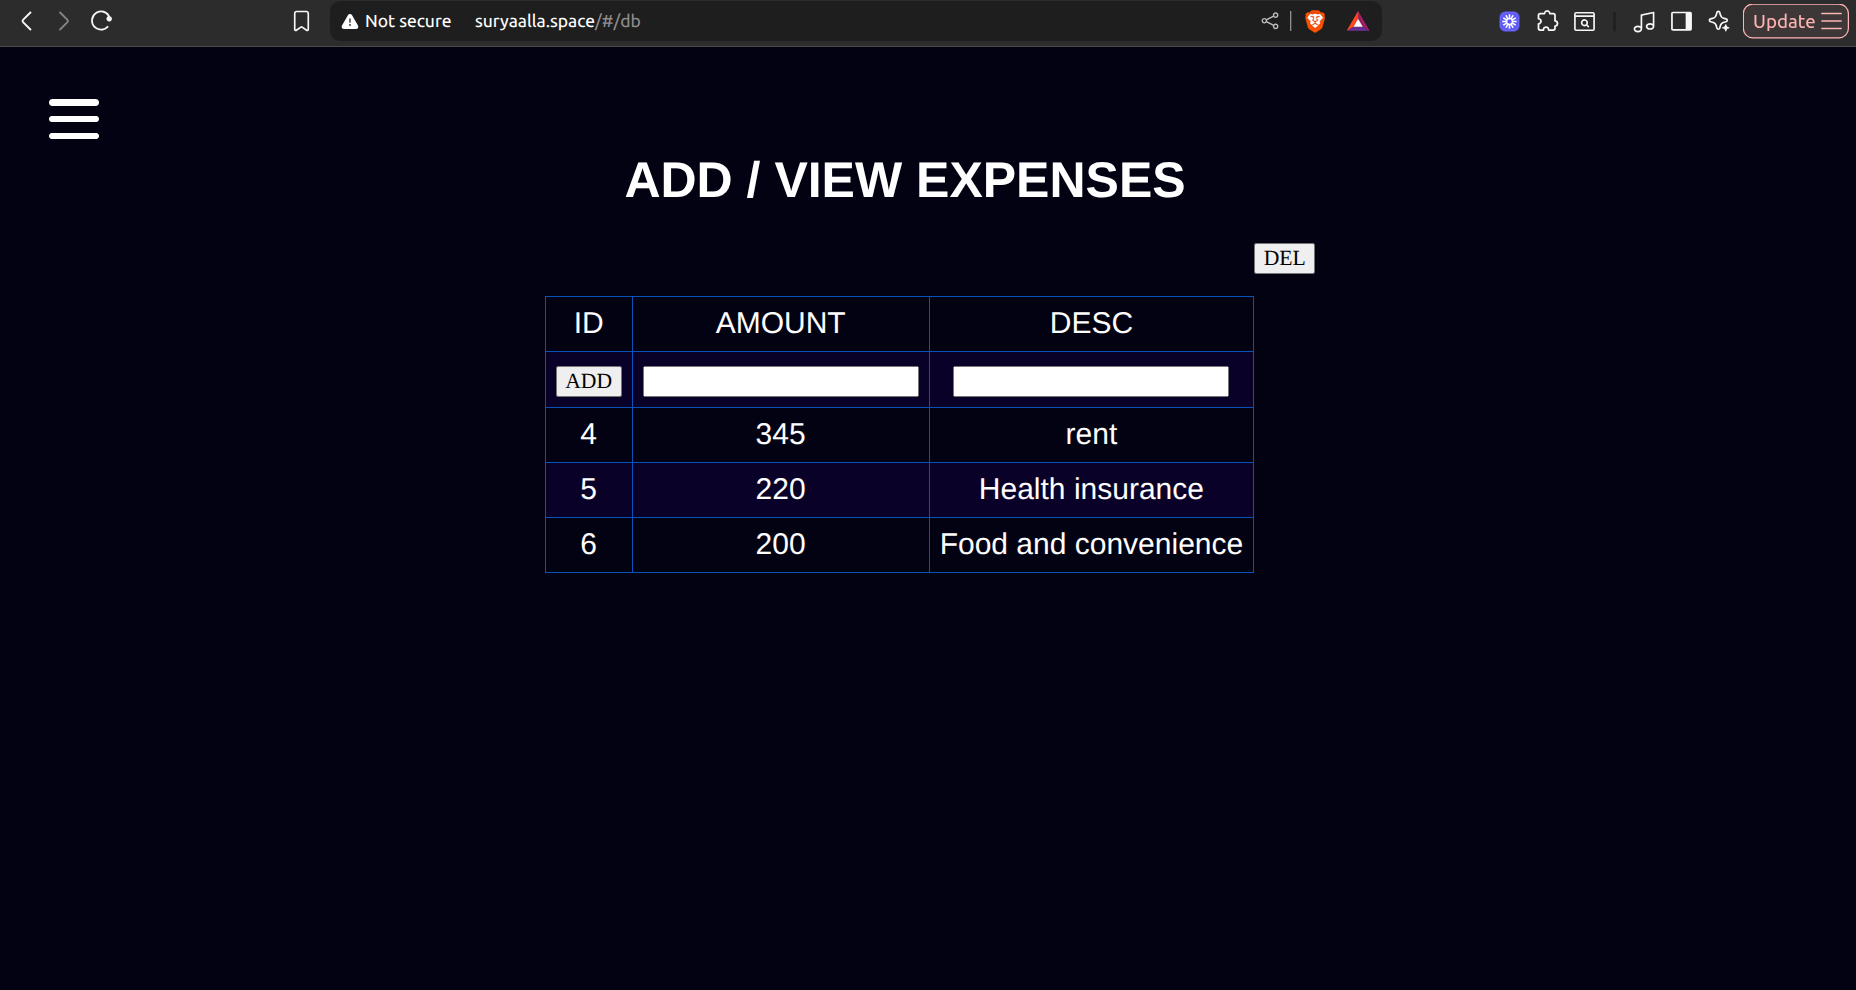 Not secure suryaalla.space/#/db Update
ADD / VIEW EXPENSES
DEL
ID AMOUNT DESC
ADD
4 345 rent
5 220 Health insurance
6 200 Food and convenience